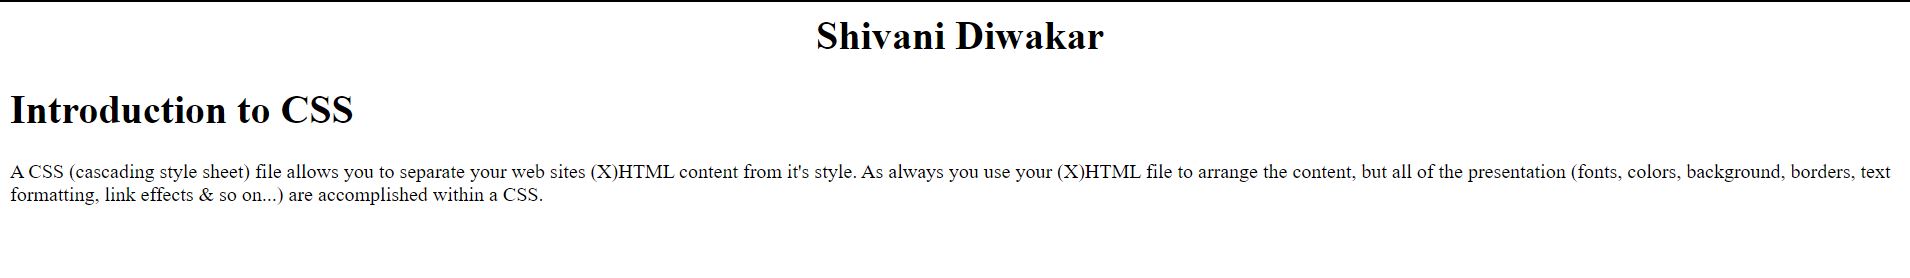 Shivani Diwakar
Introduction to CSS
A CSS (cascading style sheet) file allows you to separate your web sites (X)HTML content from it's style. As always you use your (X)HTML file to arrange the content, but all of the presentation (fonts, colors, background, borders, text
formatting, link effects & so on...) are accomplished within a CSS.